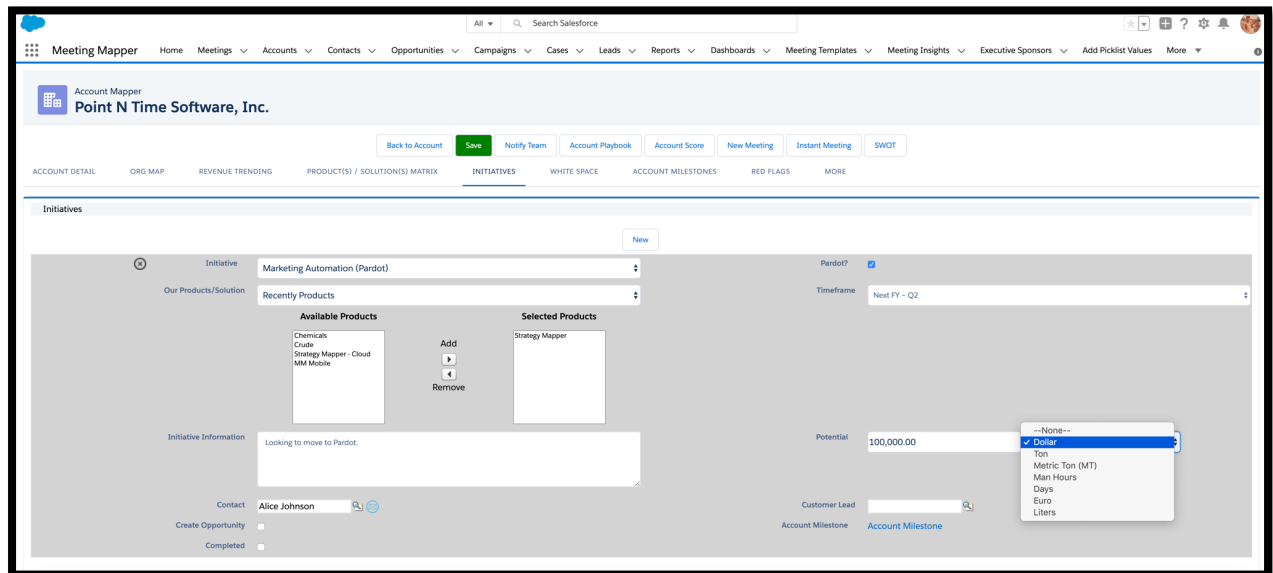 All Search Salesforce
Meeting Mapper Home Meetings Accounts Contacts Opportunities Campaigns Cases Leads Reports Dashboards Meeting Templates Meeting Insights Executive Sponsors Add Picklist Values More
Account Mapper
Point N Time Software, Inc.
Back to Account Save Notify Team Account Playbook Account Score New Meeting Instant Meeting SWOT
ACCOUNT DETAIL ORG MAP REVENUE TRENDING PRODUCT(S) / SOLUTION(S) MATRIX INITIATIVES WHITE SPACE ACCOUNT MILESTONES RED FLAGS MORE
Initiatives
New
Initiative Marketing Automation (Pardot) Pardot?
Our Products/Solution Recently Products Timeframe Next FY – Q2
Available Products Selected Products
Chemicals Strategy Mapper
Crude Add
Strategy Mapper - Cloud
MM Mobile
Remove
Initiative Information Looking to move to Pardot. Potential 100,000.00
--None--
Dollar
Ton
Metric Ton (MT)
Man Hours
Days
Euro
Liters
Contact Alice Johnson Customer Lead
Create Opportunity Account Milestone Account Milestone
Completed